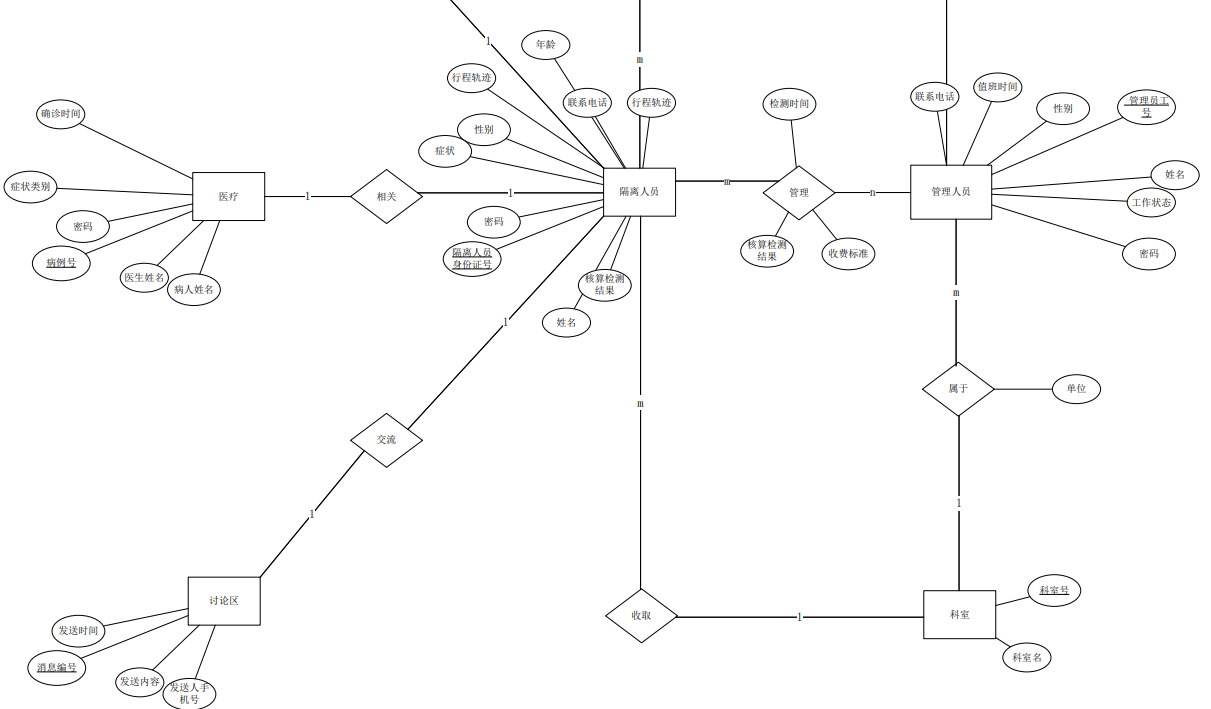 1
年龄
m
行程轨迹
联系电话
行程轨迹
检测时间
联系电话
值班时间
性别
管理员工
号
确诊时间
性别
症状
症状类别
医疗
1
相关
1
隔离人员
m
管理
n
管理人员
姓名
工作状态
密码
密码
病例号
医生姓名
病人姓名
隔离人员
身份证号
核算检测
结果
姓名
核算检测
结果
收费标准
密码
1
m
m
属于
单位
交流
1
1
讨论区
发送时间
消息编号
发送内容
发送人手
机号
收取
1
科室
科室号
科室名